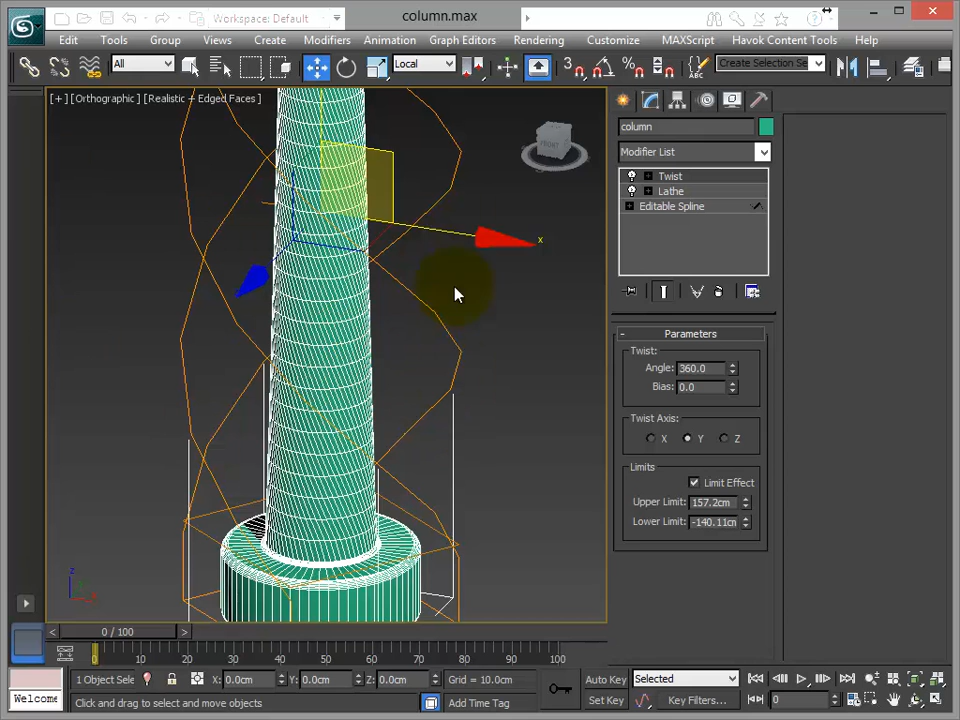 Workspace: Default
column.max
Edit Tools Group Views Create Modifiers Animation Graph Editors Rendering Customize MAXScript Havok Content Tools Help
All
Local
3
%
ABC
Create Selection Se
[+] [Orthographic] [Realistic + Edged Faces]
FRONT
x
z
column
Modifier List
Twist
Lathe
Editable Spline
- Parameters
Twist:
Angle: 360.0
Bias: 0.0
Twist Axis:
X Y Z
Limits
Limit Effect
Upper Limit: 157.2cm
Lower Limit: -140.11cm
< 0 / 100 >
0 10 20 30 40 50 60 70 80 90 100
1 Object Sele X: 0.0cm Y: 0.0cm Z: 0.0cm Grid = 10.0cm Auto Key Selected
Welcome Click and drag to select and move objects Add Time Tag Set Key Key Filters... 0